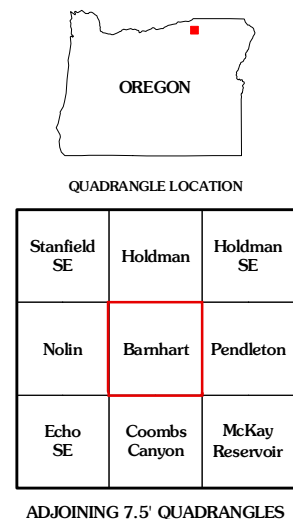 OREGON
QUADRANGLE LOCATION
Stanfield
SE
Holdman
Holdman
SE
Nolin
Barnhart
Pendleton
Echo
SE
Coombs
Canyon
McKay
Reservoir
ADJOINING 7.5' QUADRANGLES